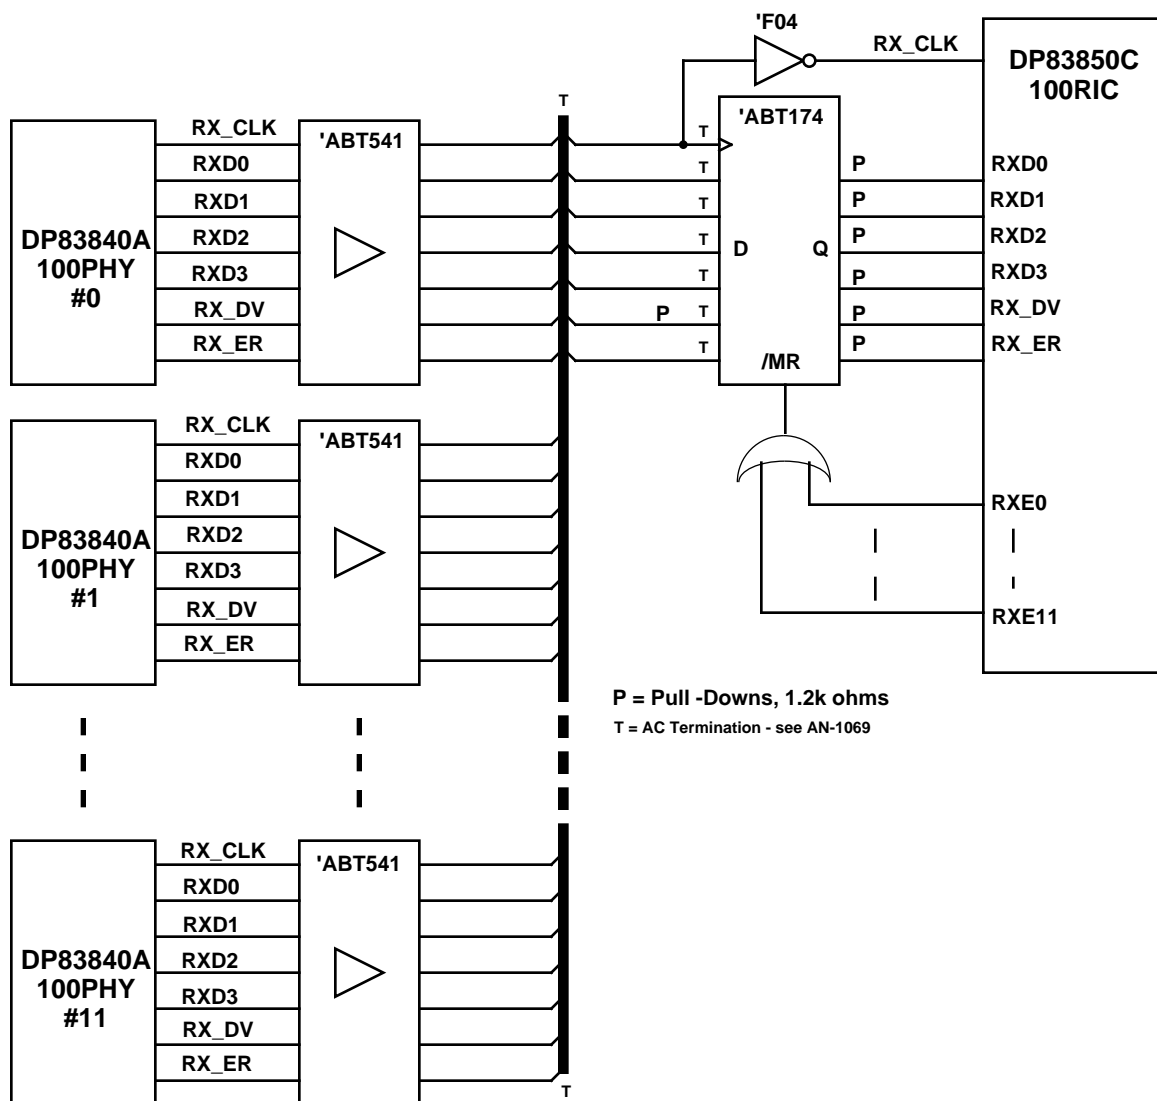 'F04
RX_CLK
DP83850C
100RIC
T
RX_CLK
RXD0
RXD1
RXD2
RXD3
RX_DV
RX_ER
DP83840A
100PHY
#0
'ABT541
'ABT174
T
T
T
T
T
P T
T
D Q
/MR
P
P
P
P
P
P
RXD0
RXD1
RXD2
RXD3
RX_DV
RX_ER
RXE0
RXE11
RX_CLK
RXD0
RXD1
RXD2
RXD3
RX_DV
RX_ER
DP83840A
100PHY
#1
'ABT541
P = Pull -Downs, 1.2k ohms
T = AC Termination - see AN-1069
RX_CLK
RXD0
RXD1
RXD2
RXD3
RX_DV
RX_ER
DP83840A
100PHY
#11
'ABT541
T